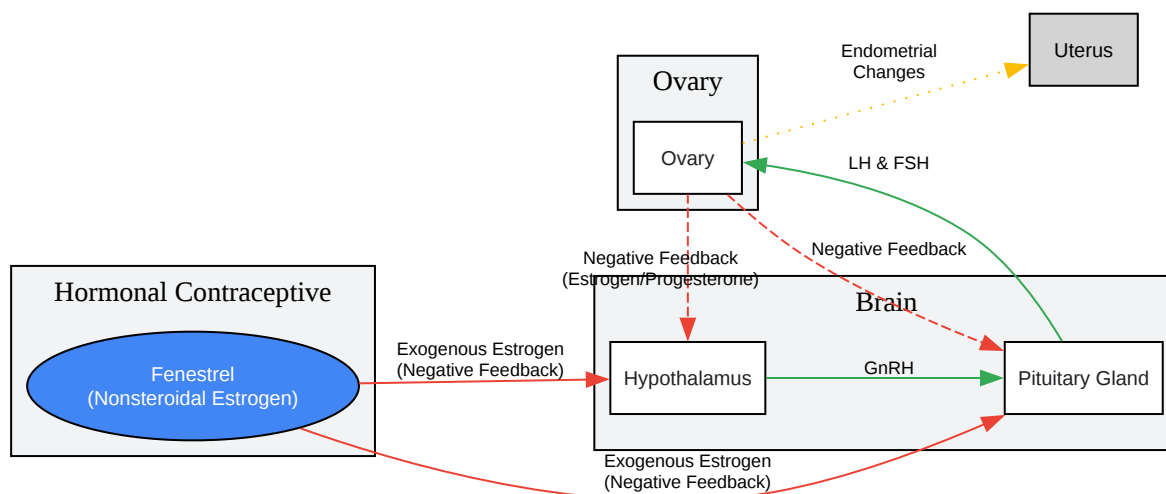 Endometrial
Changes
Uterus
Ovary
Ovary
LH & FSH
Negative Feedback
(Estrogen/Progesterone)
Negative Feedback
Hormonal Contraceptive
Brain
Fenestrel
(Nonsteroidal Estrogen)
Exogenous Estrogen
(Negative Feedback)
Hypothalamus
GnRH
Pituitary Gland
Exogenous Estrogen
(Negative Feedback)